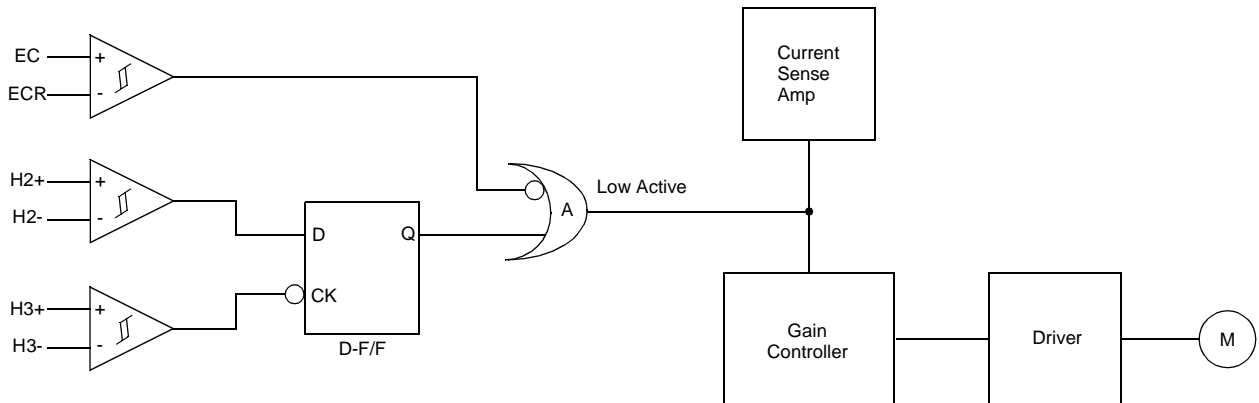 EC
+
ECR
-
H2+
+
H2-
-
H3+
+
H3-
-
D
Q
CK
D-F/F
A
Low Active
Current
Sense
Amp
Gain
Controller
Driver
M